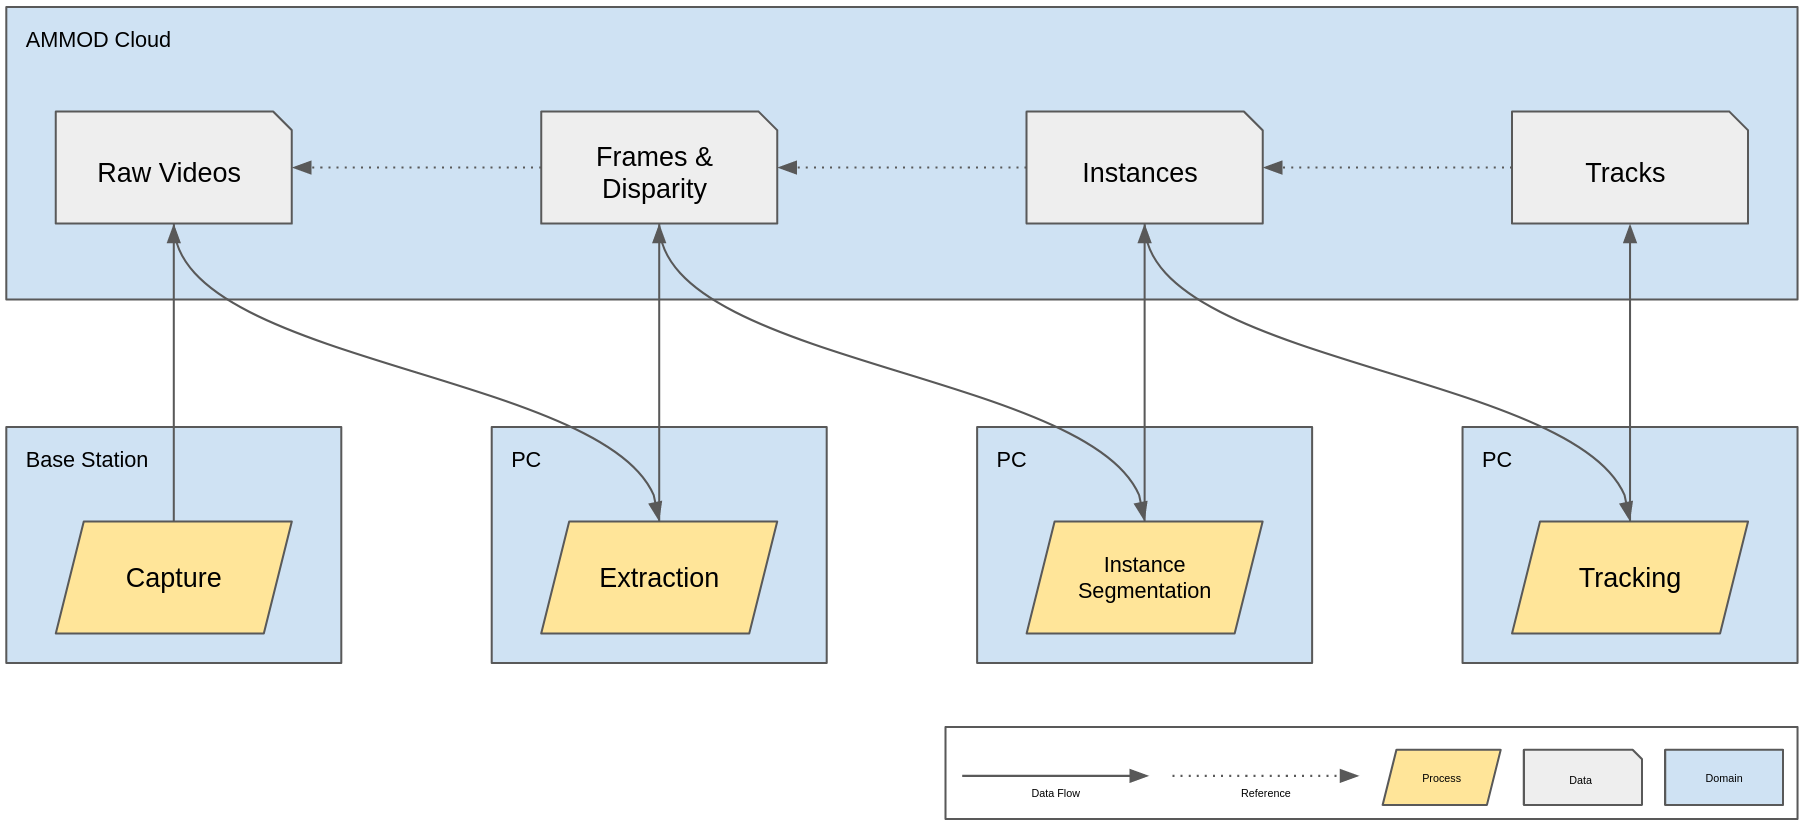 AMMOD Cloud
Raw Videos
Frames &
Disparity
Instances
Tracks
Base Station
PC
PC
PC
Capture
Extraction
Instance
Segmentation
Tracking
Data Flow
Reference
Process
Data
Domain